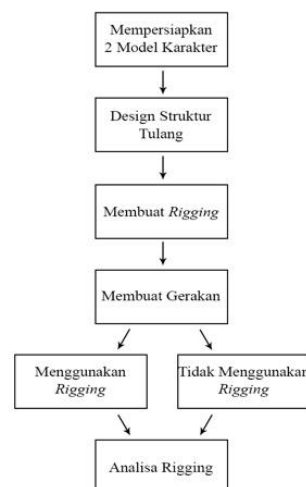 Mempersiapkan
2 Model Karakter
Design Struktur
Tulang
Membuat Rigging
Membuat Gerakan
Menggunakan
Rigging
Tidak Menggunakan
Rigging
Analisa Rigging